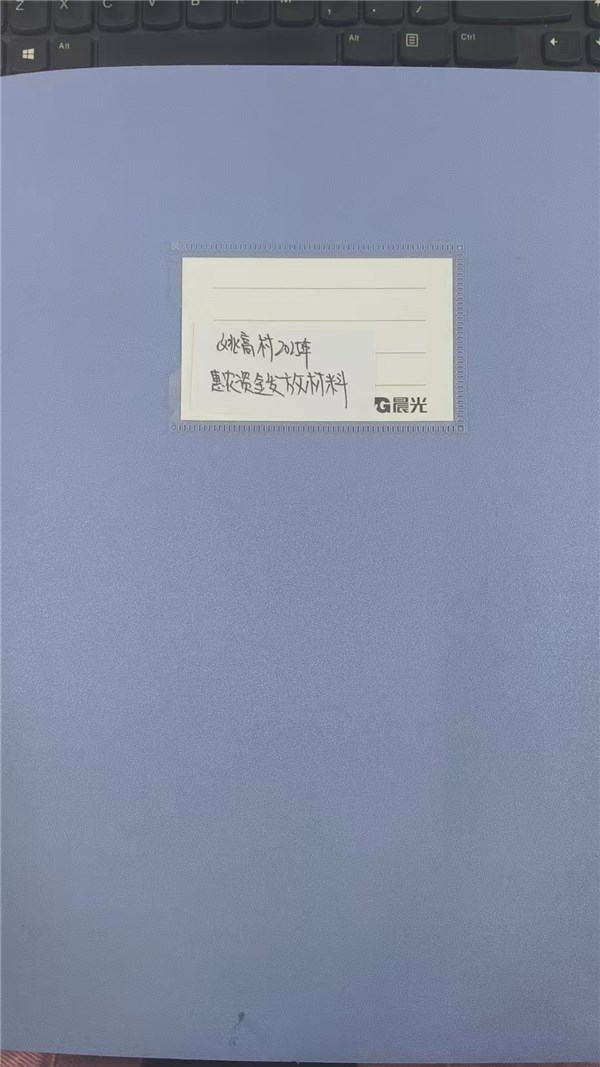 Z X C V B N M , . /
Alt Alt Ctrl
姚高村2025年
惠农资金发放材料
晨光